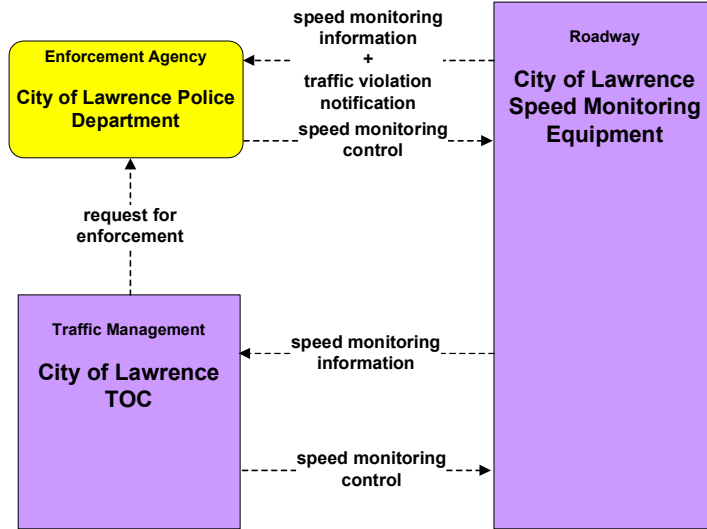 speed monitoring
information
+
traffic violation
notification
Enforcement Agency
City of Lawrence Police
Department
speed monitoring
control
Roadway
City of Lawrence
Speed Monitoring
Equipment
request for
enforcement
Traffic Management
City of Lawrence
TOC
speed monitoring
information
speed monitoring
control